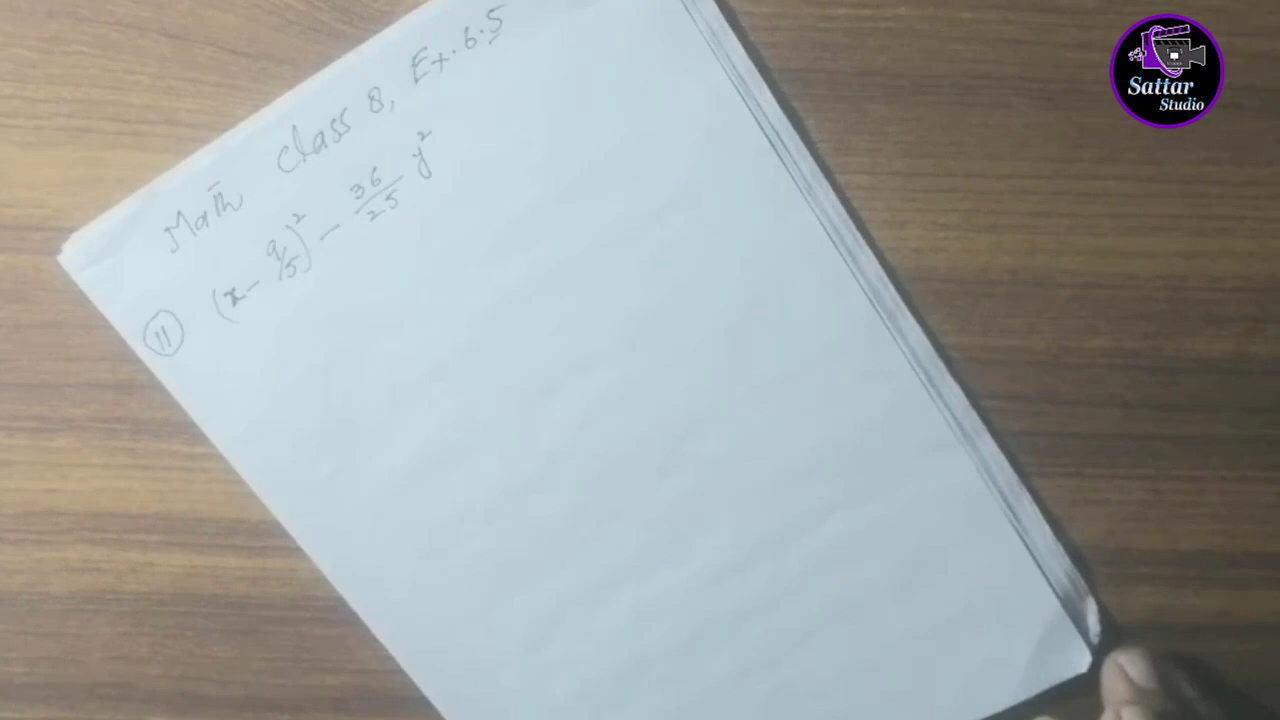 Math Class 8, Ex. 6.5
⑪ (x - 9/5)² - 36/25 y²
Sattar
Studio